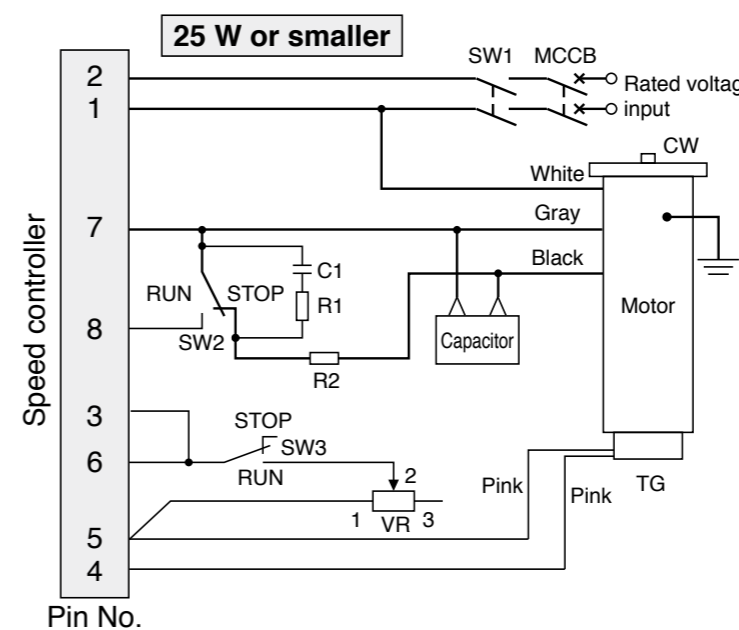 25 W or smaller
SW1
MCCB
2
Rated voltag
1
input
CW
White
7
Gray
Black
C1
RUN
STOP
R1
Motor
8
SW2
Capacitor
R2
Speed controller
3
STOP
SW3
6
RUN
2
Pink
Pink
TG
1
VR
3
5
4
Pin No.